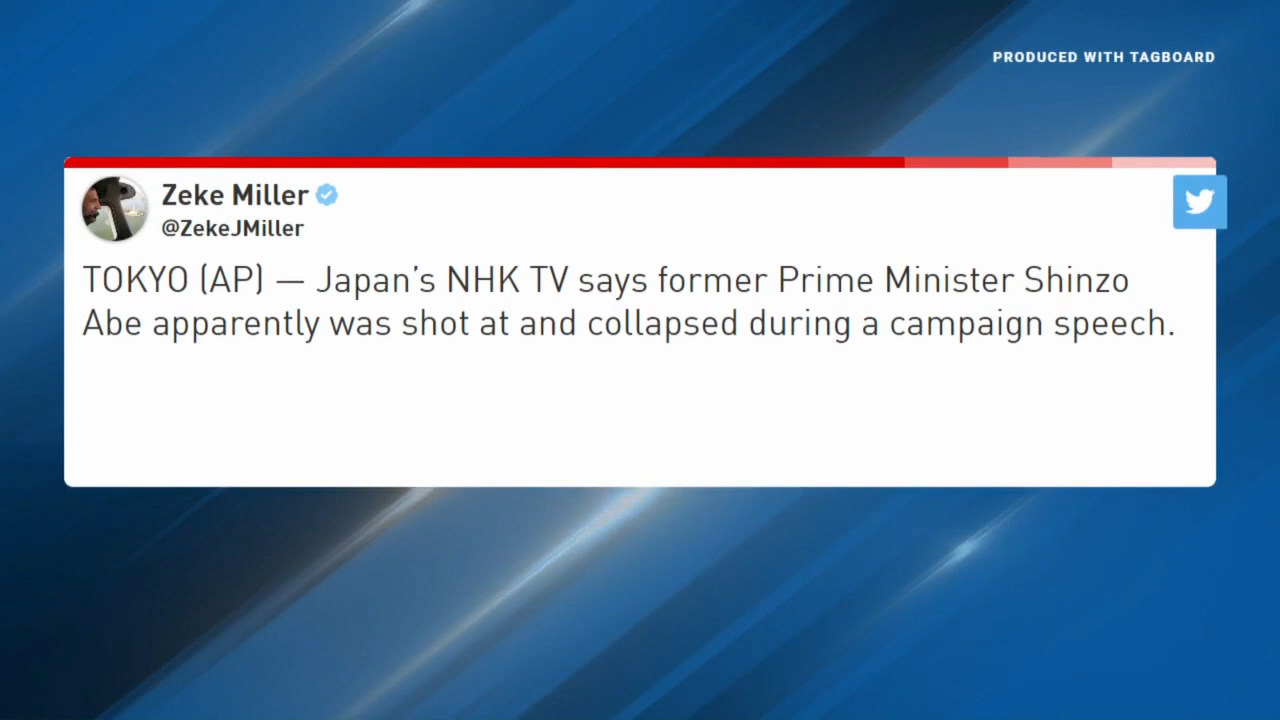 PRODUCED WITH TAGBOARD
Zeke Miller
@ZekeJMiller
TOKYO (AP) — Japan’s NHK TV says former Prime Minister Shinzo
Abe apparently was shot at and collapsed during a campaign speech.